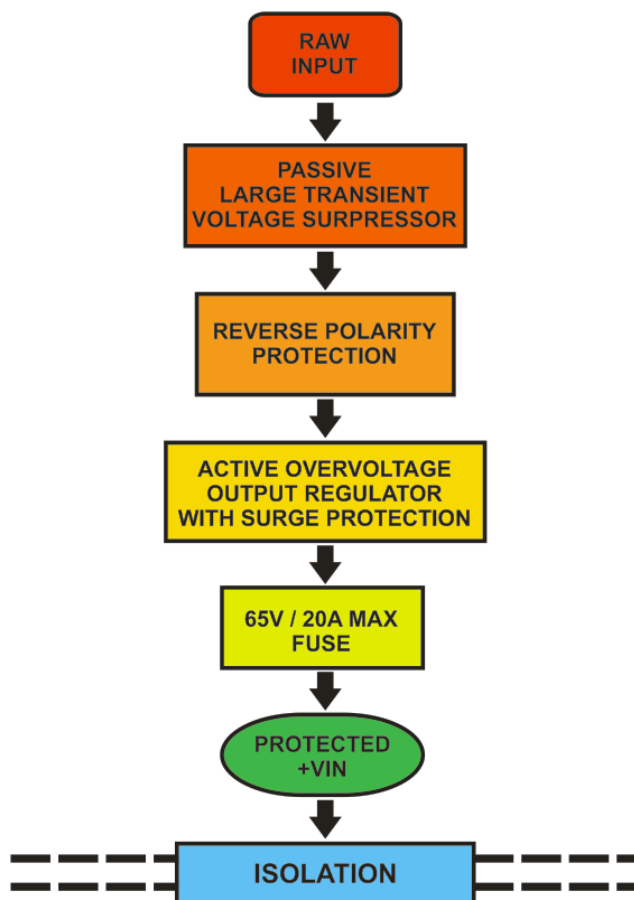 RAW
INPUT
PASSIVE
LARGE TRANSIENT
VOLTAGE SURPRESSOR
REVERSE POLARITY
PROTECTION
ACTIVE OVERVOLTAGE
OUTPUT REGULATOR
WITH SURGE PROTECTION
65V / 20A MAX
FUSE
PROTECTED
+VIN
ISOLATION